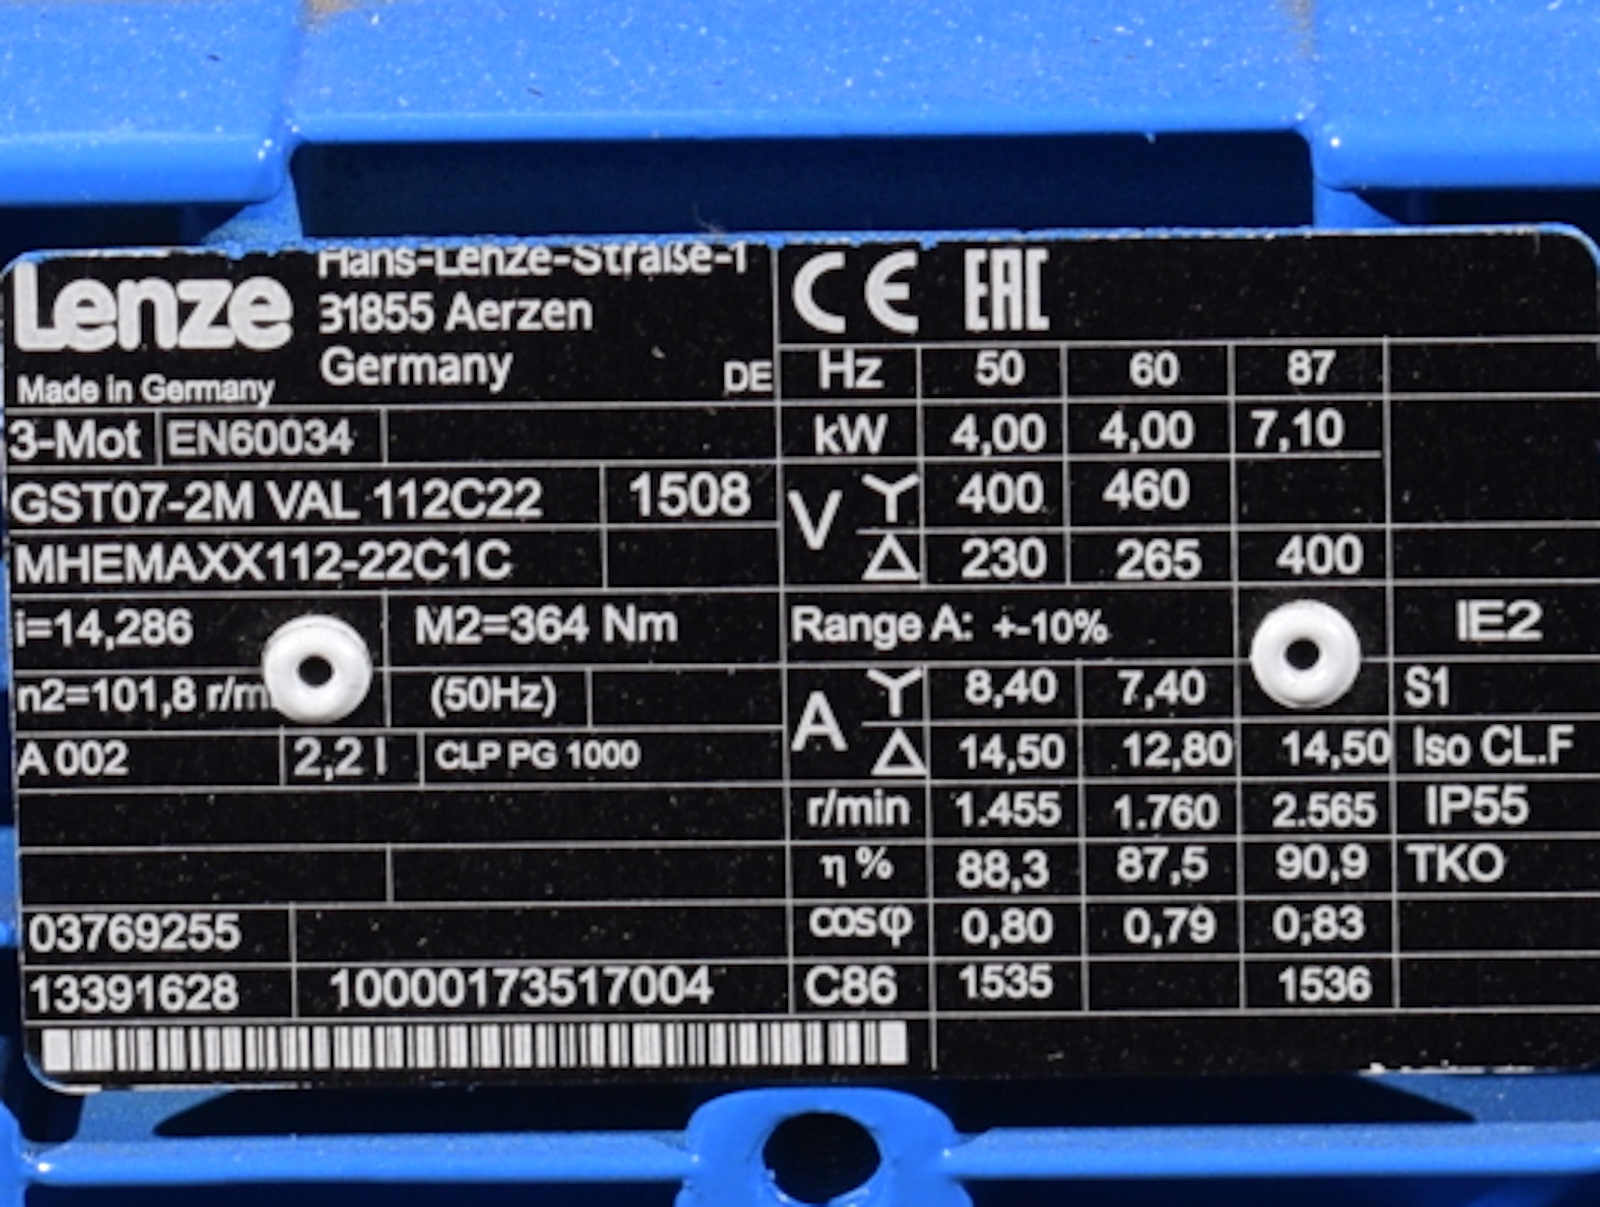 Lenze
Hans-Lenze-Straße-1
31855 Aerzen
Germany
Made in Germany
DE
3-Mot EN60034
GST07-2M VAL 112C22 1508
MHEMAXX112-22C1C
i=14,286 M2=364 Nm
n2=101,8 r/m (50Hz)
A 002 2,2 l CLP PG 1000
03769255
13391628 10000173517004
CE EAC
Hz 50 60 87
kW 4,00 4,00 7,10
V Y 400 460
Δ 230 265 400
Range A: +-10% IE2
A Y 8,40 7,40 S1
Δ 14,50 12,80 14,50 Iso CL.F
r/min 1.455 1.760 2.565 IP55
η % 88,3 87,5 90,9 TKO
cosφ 0,80 0,79 0,83
C86 1535 1536